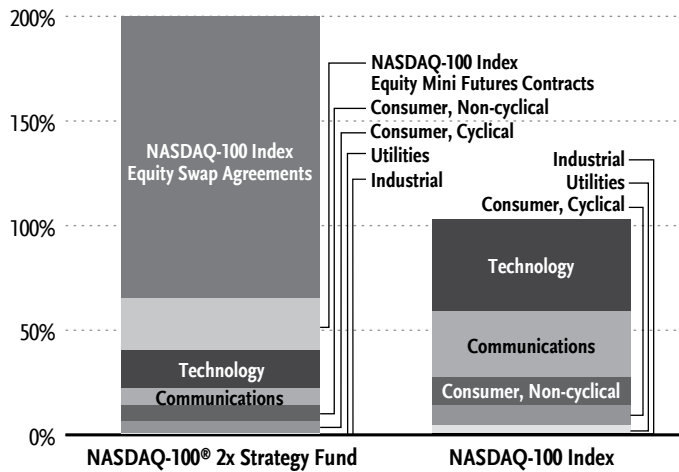 200%
NASDAQ-100 Index
Equity Mini Futures Contracts
Consumer, Non-cyclical
Consumer, Cyclical
Utilities
Industrial
150%
NASDAQ-100 Index
Equity Swap Agreements
Industrial
Utilities
Consumer, Cyclical
100%
Technology
50%
Communications
Technology
Communications
Consumer, Non-cyclical
0%
NASDAQ-100® 2x Strategy Fund
NASDAQ-100 Index